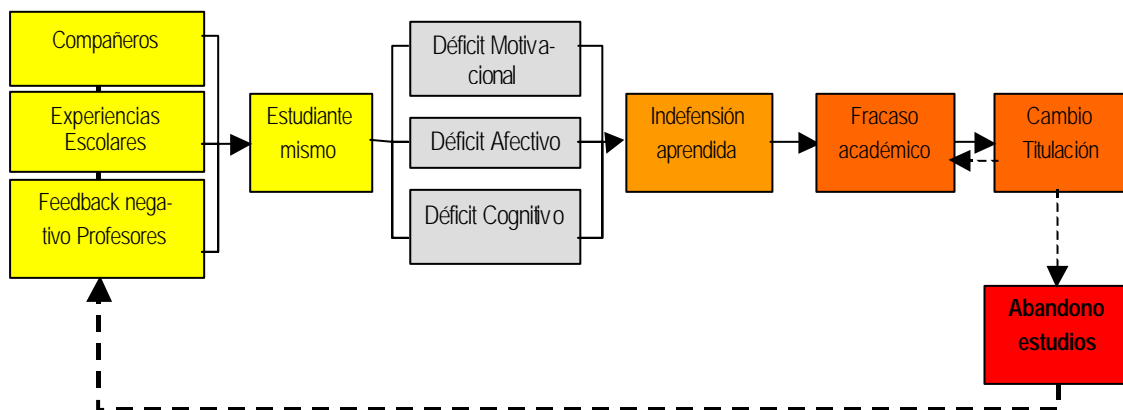 Compañeros
Experiencias
Escolares
Feedback nega-
tivo Profesores
Estudiante
mismo
Déficit Motiva-
cional
Déficit Afectivo
Déficit Cognitivo
Indefensión
aprendida
Fracaso
académico
Cambio
Titulación
Abandono
estudios